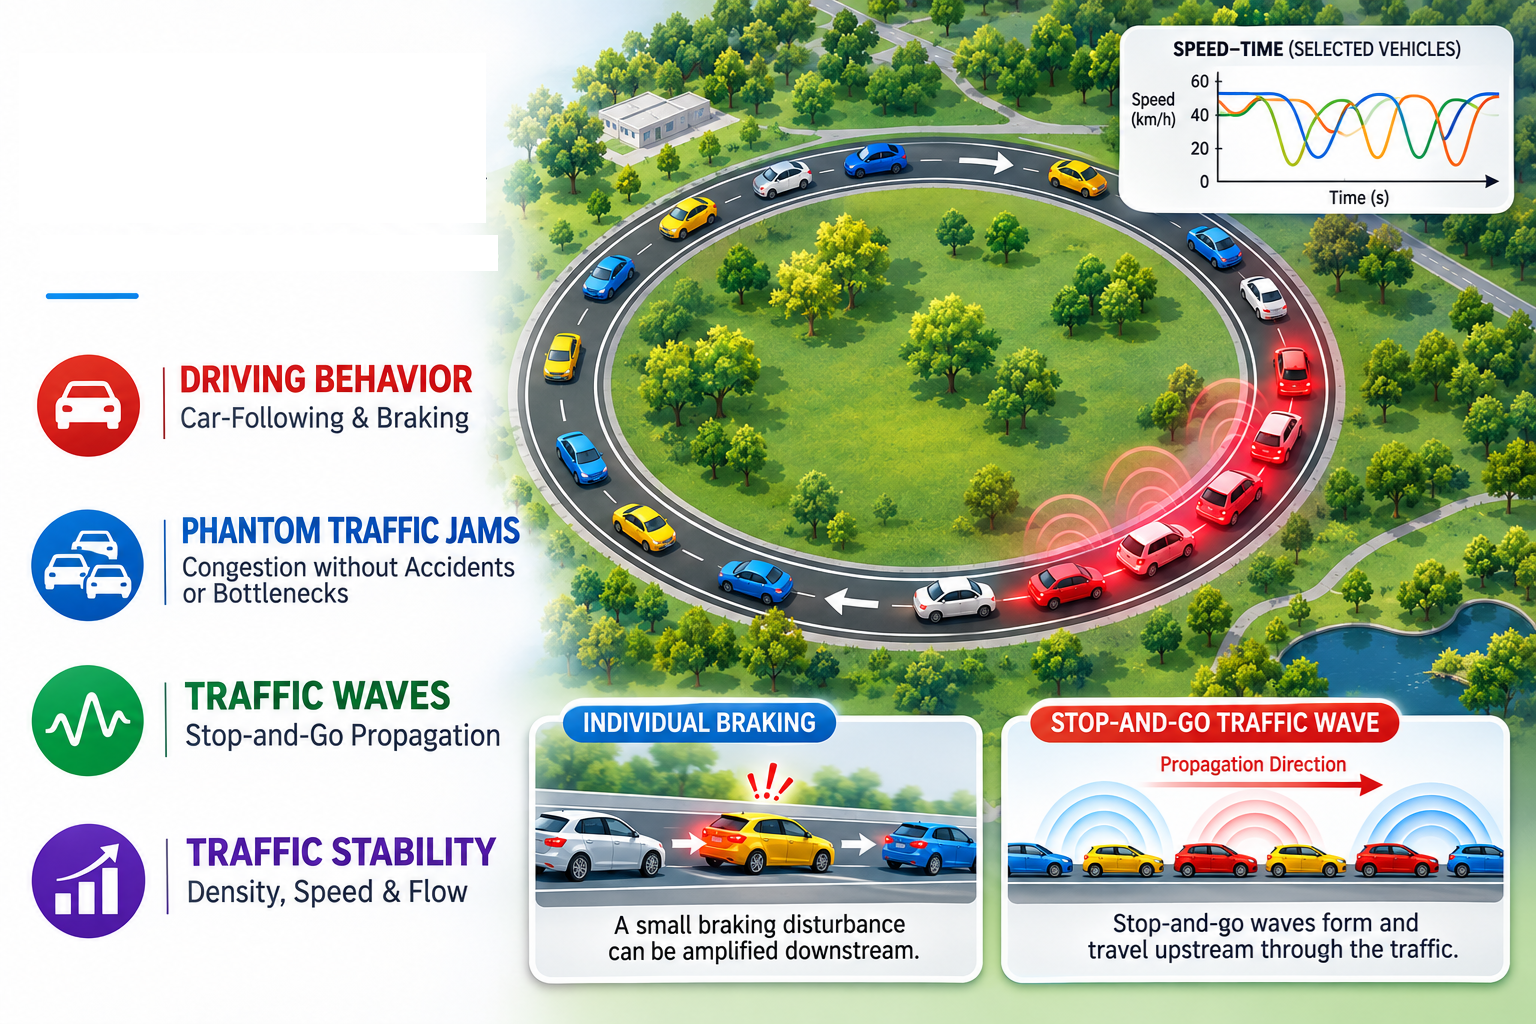 DRIVING BEHAVIOR
Car-Following & Braking
PHANTOM TRAFFIC JAMS
Congestion without Accidents
or Bottlenecks
TRAFFIC WAVES
Stop-and-Go Propagation
TRAFFIC STABILITY
Density, Speed & Flow
SPEED–TIME (SELECTED VEHICLES)
Speed
(km/h)
60
40
20
0
Time (s)
INDIVIDUAL BRAKING
A small braking disturbance
can be amplified downstream.
STOP-AND-GO TRAFFIC WAVE
Propagation Direction
Stop-and-go waves form and
travel upstream through the traffic.